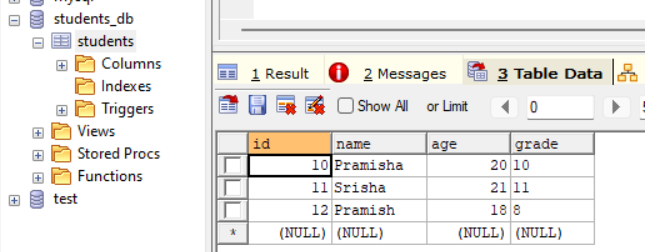 students_db
students
Columns
Indexes
Triggers
Views
Stored Procs
Functions
test
1 Result 2 Messages 3 Table Data
Show All or Limit 0
id name age grade
10 Pramisha 20 10
11 Srisha 21 11
12 Pramish 18 8
* (NULL) (NULL) (NULL) (NULL)